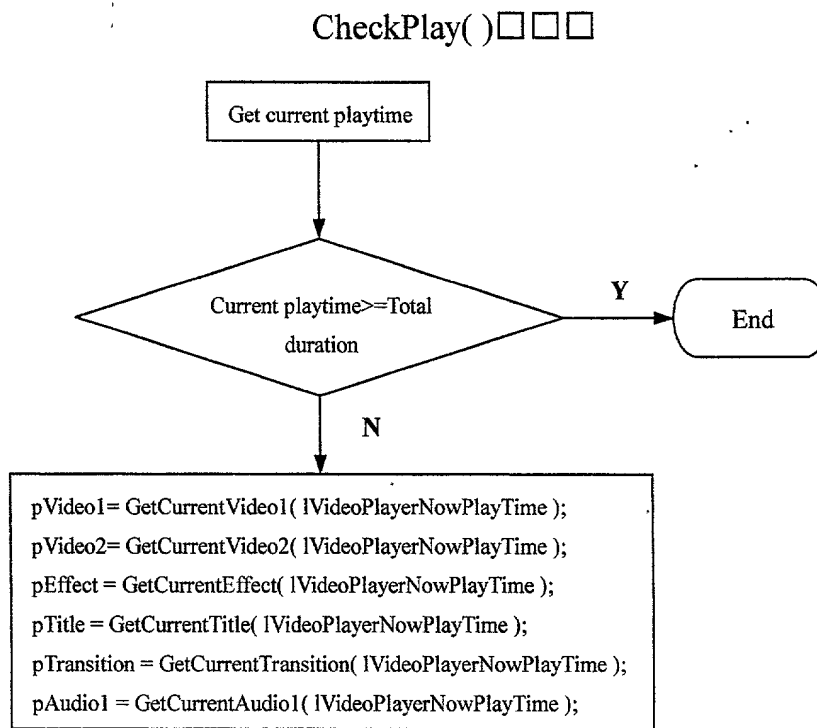 CheckPlay( )□□□
Get current playtime
Current playtime>=Total
duration
Y
End
N
pVideo1= GetCurrentVideo1( lVideoPlayerNowPlayTime );
pVideo2= GetCurrentVideo2( lVideoPlayerNowPlayTime );
pEffect = GetCurrentEffect( lVideoPlayerNowPlayTime );
pTitle = GetCurrentTitle( lVideoPlayerNowPlayTime );
pTransition = GetCurrentTransition( lVideoPlayerNowPlayTime );
pAudio1 = GetCurrentAudio1( lVideoPlayerNowPlayTime );